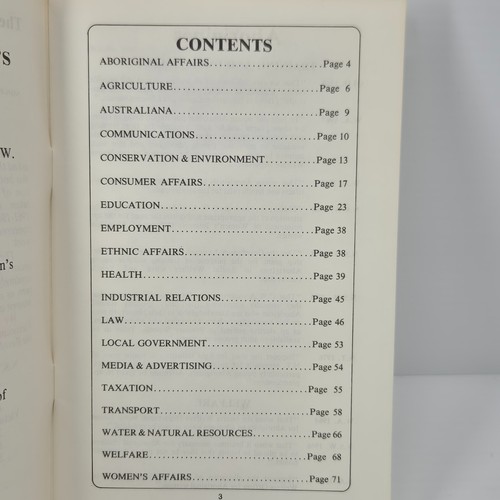 CONTENTS
ABORIGINAL AFFAIRS.......................Page 4
AGRICULTURE...................................Page 6
AUSTRALIANA...................................Page 9
COMMUNICATIONS.........................Page 10
CONSERVATION & ENVIRONMENT...........Page 13
CONSUMER AFFAIRS.......................Page 17
EDUCATION...............................Page 23
EMPLOYMENT.............................Page 38
ETHNIC AFFAIRS..........................Page 38
HEALTH..................................Page 39
INDUSTRIAL RELATIONS...................Page 45
LAW.....................................Page 46
LOCAL GOVERNMENT.....................Page 53
MEDIA & ADVERTISING....................Page 54
TAXATION................................Page 55
TRANSPORT..............................Page 58
WATER & NATURAL RESOURCES............Page 66
WELFARE................................Page 68
WOMEN'S AFFAIRS.......................Page 71
3